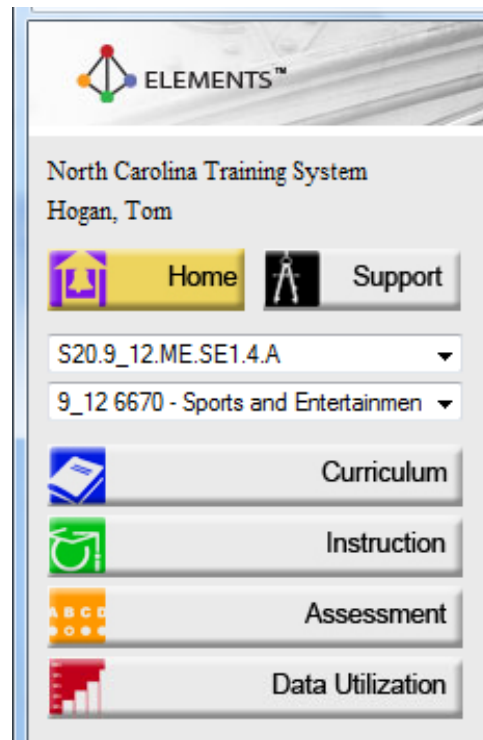 ELEMENTS™
North Carolina Training System
Hogan, Tom
Home
Support
S20.9_12.ME.SE1.4.A
9_12 6670 - Sports and Entertainmen
Curriculum
Instruction
A B C D
Assessment
Data Utilization